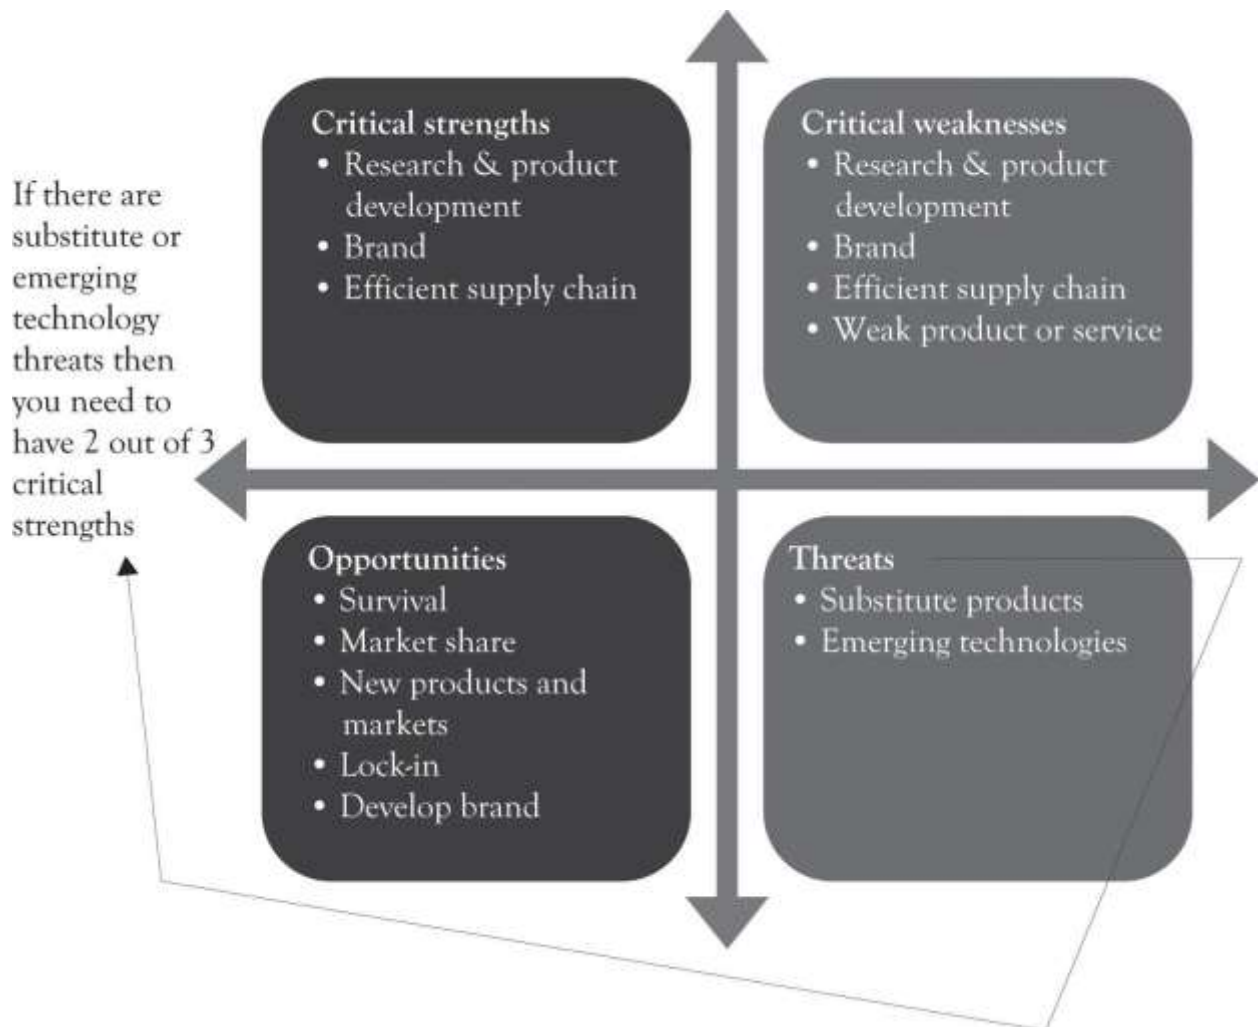 If there are
substitute or
emerging
technology
threats then
you need to
have 2 out of 3
critical
strengths
Critical strengths
• Research & product
development
• Brand
• Efficient supply chain
Critical weaknesses
• Research & product
development
• Brand
• Efficient supply chain
• Weak product or service
Opportunities
• Survival
• Market share
• New products and
markets
• Lock-in
• Develop brand
Threats
• Substitute products
• Emerging technologies